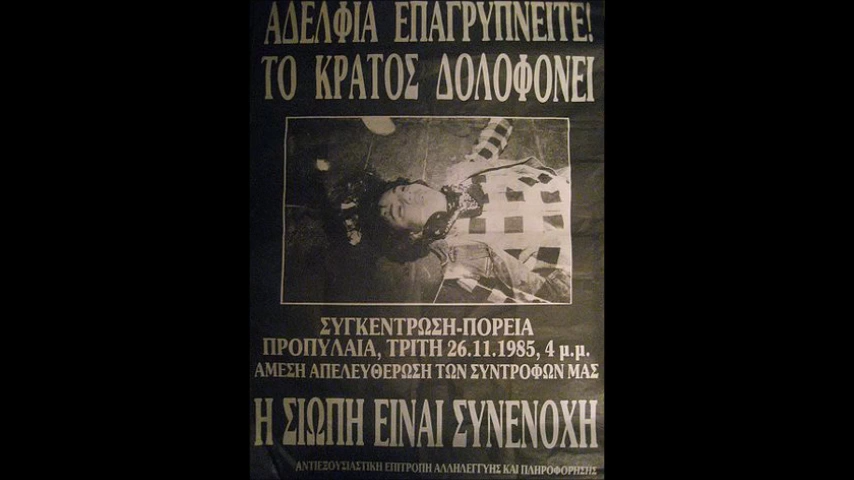 ΑΔΕΛΦΙΑ ΕΠΑΓΡΥΠΝΕΙΤΕ!
ΤΟ ΚΡΑΤΟΣ ΔΟΛΟΦΟΝΕΙ
ΣΥΓΚΕΝΤΡΩΣΗ-ΠΟΡΕΙΑ
ΠΡΟΠΥΛΑΙΑ, ΤΡΙΤΗ 26.11.1985, 4 μ.μ.
ΑΜΕΣΗ ΑΠΕΛΕΥΘΕΡΩΣΗ ΤΩΝ ΣΥΝΤΡΟΦΩΝ ΜΑΣ
Η ΣΙΩΠΗ ΕΙΝΑΙ ΣΥΝΕΝΟΧΗ
ΑΝΤΙΕΞΟΥΣΙΑΣΤΙΚΗ ΕΠΙΤΡΟΠΗ ΑΛΛΗΛΕΓΓΥΗΣ ΚΑΙ ΠΛΗΡΟΦΟΡΗΣΗΣ